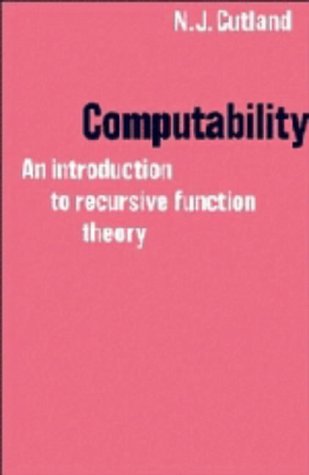 N.J. Cutland
Computability
An introduction
to recursive function
theory